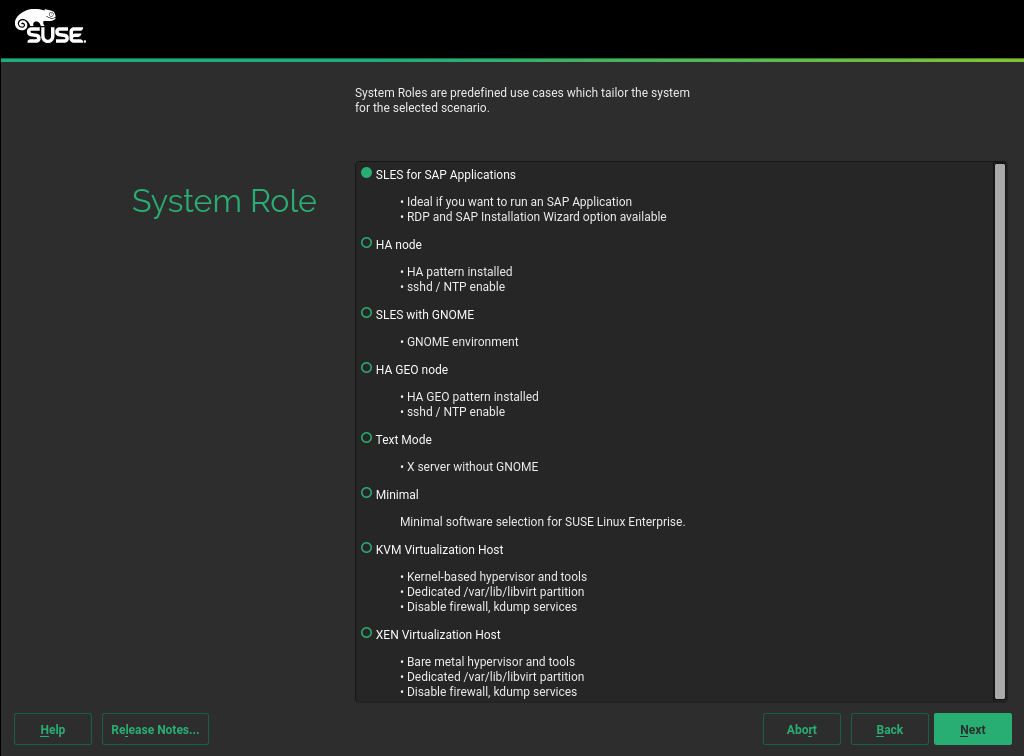 SUSE
System Roles are predefined use cases which tailor the system
for the selected scenario.
System Role
SLES for SAP Applications
• Ideal if you want to run an SAP Application
• RDP and SAP Installation Wizard option available
HA node
• HA pattern installed
• sshd / NTP enable
SLES with GNOME
• GNOME environment
HA GEO node
• HA GEO pattern installed
• sshd / NTP enable
Text Mode
• X server without GNOME
Minimal
Minimal software selection for SUSE Linux Enterprise.
KVM Virtualization Host
• Kernel-based hypervisor and tools
• Dedicated /var/lib/libvirt partition
• Disable firewall, kdump services
XEN Virtualization Host
• Bare metal hypervisor and tools
• Dedicated /var/lib/libvirt partition
• Disable firewall, kdump services
Help Release Notes... Abort Back Next